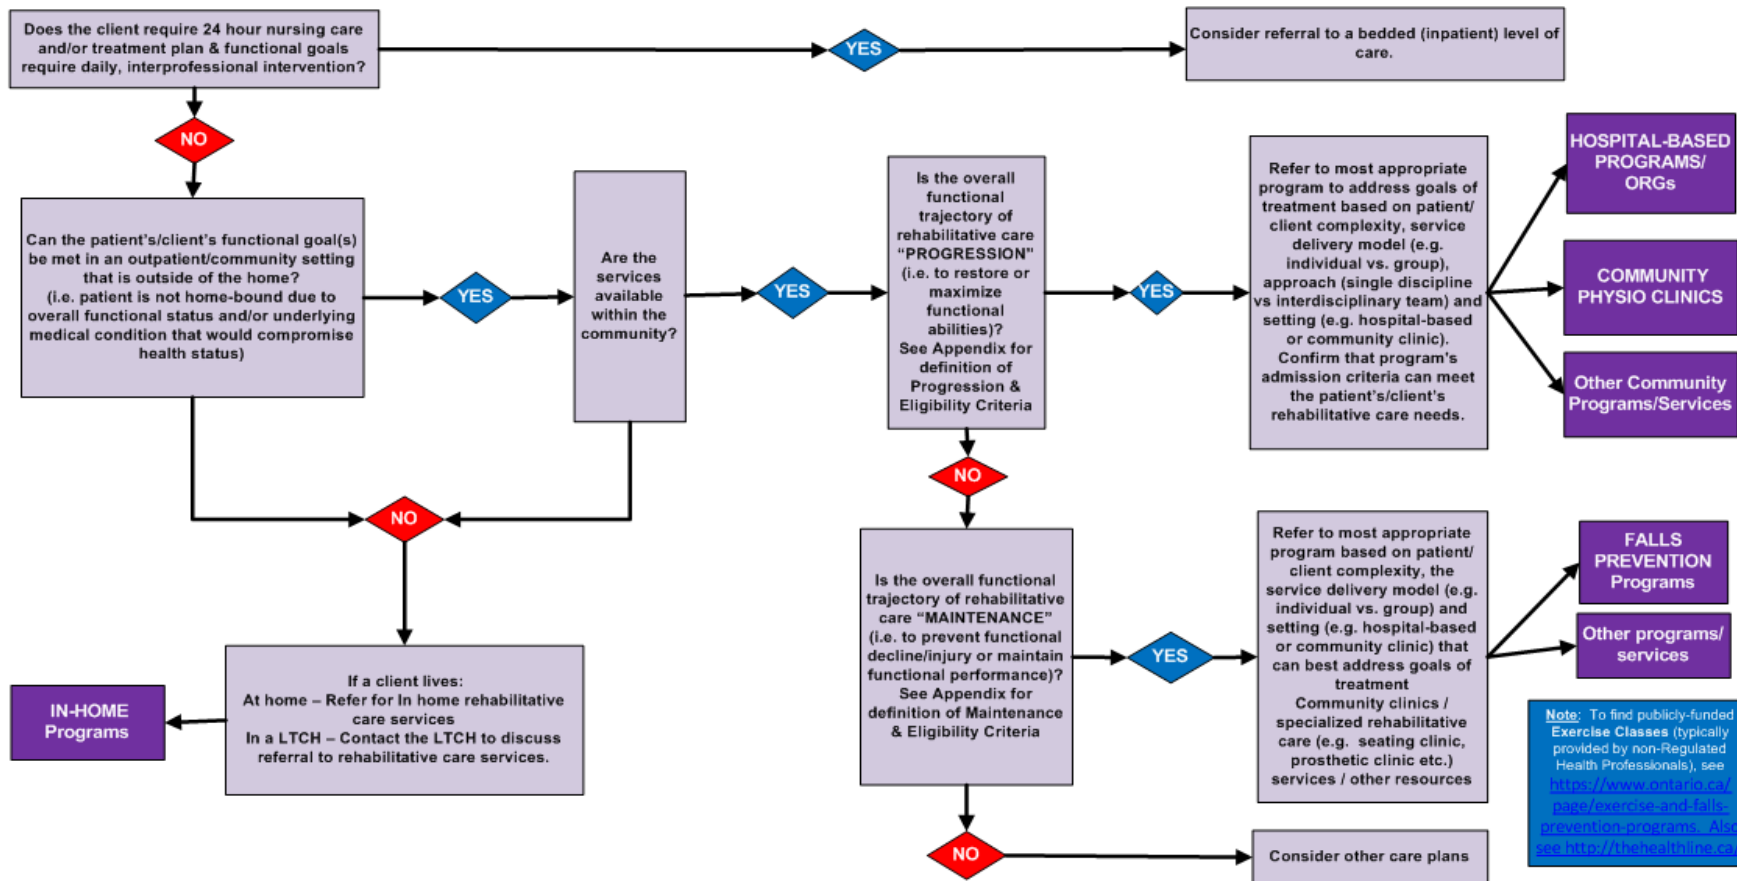 Does the client require 24 hour nursing care
and/or treatment plan & functional goals
require daily, interprofessional intervention?
YES
Consider referral to a bedded (inpatient) level of
care.
NO
Can the patient's/client's functional goal(s)
be met in an outpatient/community setting
that is outside of the home?
(i.e. patient is not home-bound due to
overall functional status and/or underlying
medical condition that would compromise
health status)
YES
Are the
services
available
within the
community?
YES
Is the overall
functional
trajectory of
rehabilitative care
“PROGRESSION”
(i.e. to restore or
maximize
functional
abilities)?
See Appendix for
definition of
Progression &
Eligibility Criteria
YES
Refer to most appropriate
program to address goals of
treatment based on patient/
client complexity, service
delivery model (e.g.
individual vs. group),
approach (single discipline
vs interdisciplinary team) and
setting (e.g. hospital-based
or community clinic).
Confirm that program's
admission criteria can meet
the patient's/client's
rehabilitative care needs.
HOSPITAL-BASED
PROGRAMS/
ORGs
COMMUNITY
PHYSIO CLINICS
Other Community
Programs/Services
NO
NO
Is the overall functional
trajectory of rehabilitative
care “MAINTENANCE”
(i.e. to prevent functional
decline/injury or maintain
functional performance)?
See Appendix for
definition of Maintenance
& Eligibility Criteria
YES
Refer to most appropriate
program based on patient/
client complexity, the
service delivery model (e.g.
individual vs. group) and
setting (e.g. hospital-based
or community clinic) that
can best address goals of
treatment
Community clinics /
specialized rehabilitative
care (e.g. seating clinic,
prosthetic clinic etc.)
services / other resources
FALLS
PREVENTION
Programs
Other programs/
services
If a client lives:
At home – Refer for In home rehabilitative
care services
In a LTCH – Contact the LTCH to discuss
referral to rehabilitative care services.
IN-HOME
Programs
Note: To find publicly-funded
Exercise Classes (typically
provided by non-Regulated
Health Professionals), see
https://www.ontario.ca/
page/exercise-and-falls-
prevention-programs. Also
see http://thehealthline.ca/
NO
Consider other care plans